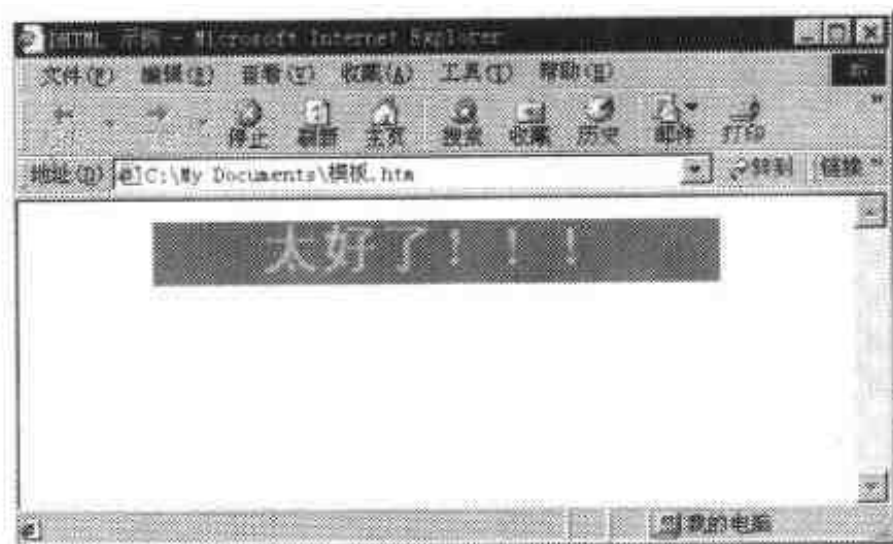 DHTML 示例 - Microsoft Internet Explorer
文件(F) 编辑(E) 查看(V) 收藏(A) 工具(T) 帮助(H)
停止 刷新 主页 搜索 收藏 历史 邮件 打印
地址(D) C:\My Documents\模板.htm 转到 链接 »
太好了！！！
我的电脑